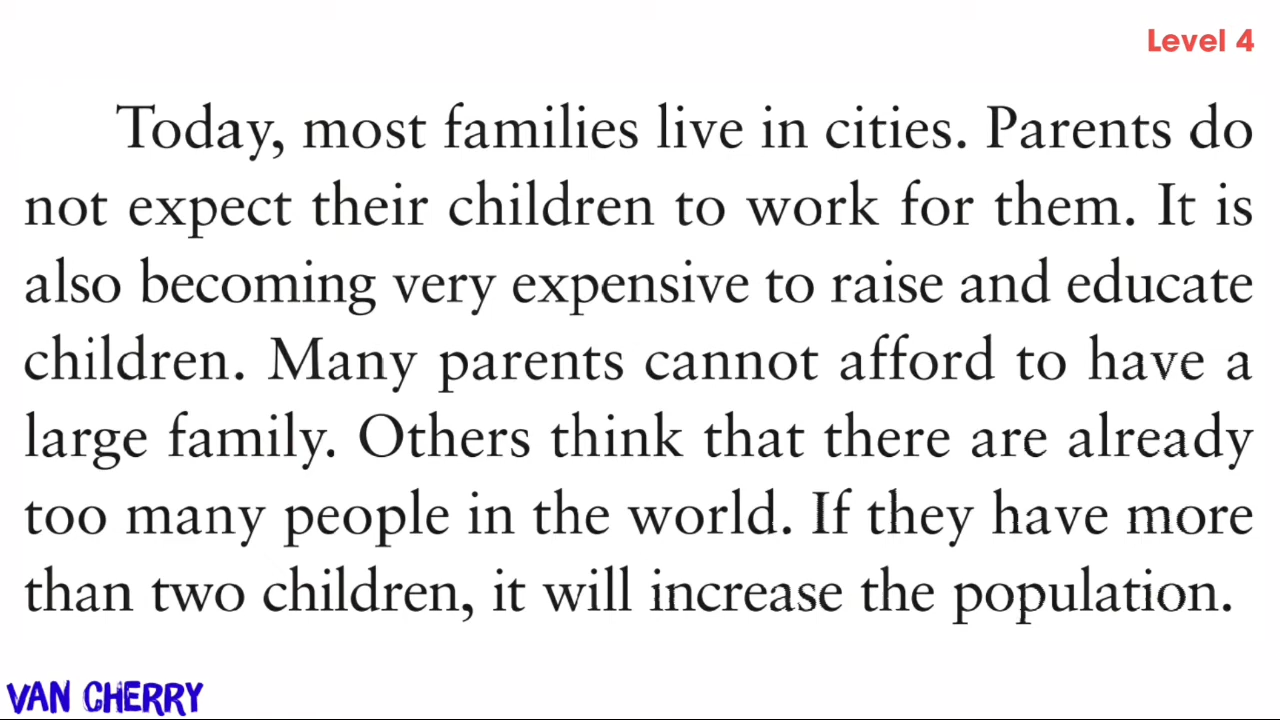 Level 4
Today, most families live in cities. Parents do
not expect their children to work for them. It is
also becoming very expensive to raise and educate
children. Many parents cannot afford to have a
large family. Others think that there are already
too many people in the world. If they have more
than two children, it will increase the population.
VAN CHERRY